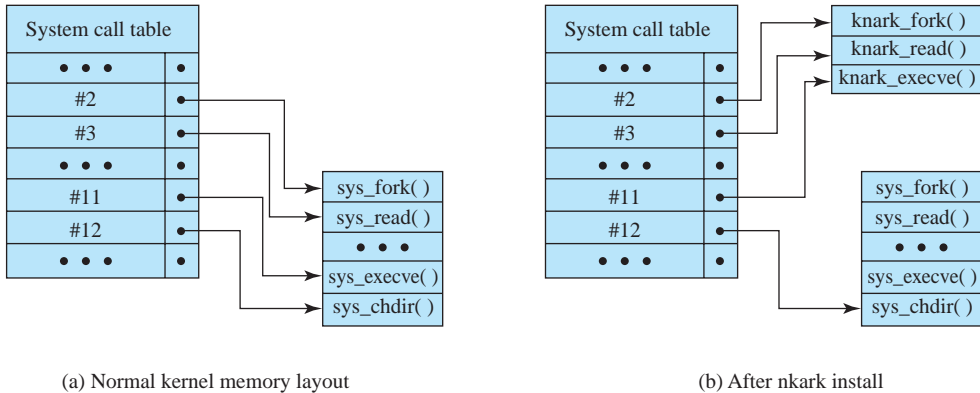 System call table
• • •
#2
#3
• • •
#11
#12
• • •
sys_fork( )
sys_read( )
• • •
sys_execve( )
sys_chdir( )
(a) Normal kernel memory layout
System call table
• • •
#2
#3
• • •
#11
#12
• • •
knark_fork( )
knark_read( )
knark_execve( )
sys_fork( )
sys_read( )
• • •
sys_execve( )
sys_chdir( )
(b) After nkark install